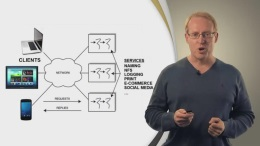 CLIENTS
NETWORK
REQUESTS
REPLIES
SERVICES
NAMING
NFS
LOGGING
PRINT
E-COMMERCE
SOCIAL MEDIA
...